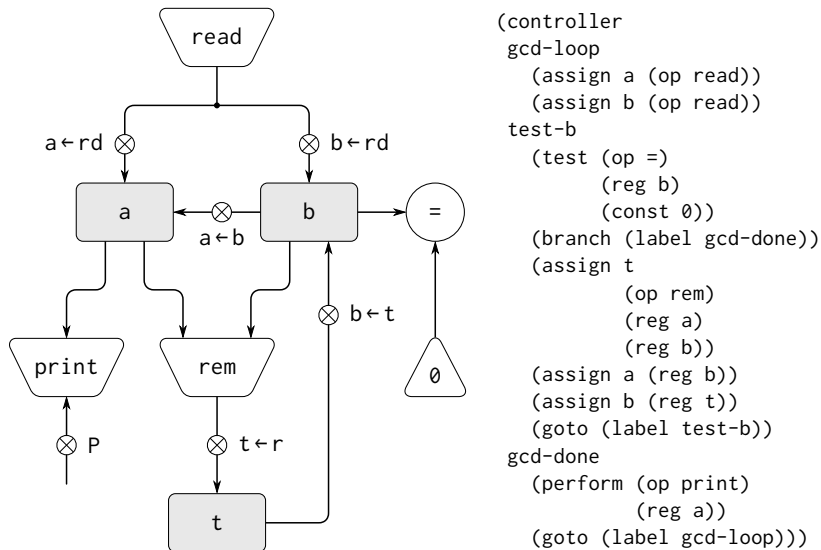 read
a←rd
b←rd
a
b
=
a←b
b←t
print
rem
0
P
t←r
t
(controller
gcd-loop
(assign a (op read))
(assign b (op read))
test-b
(test (op =)
(reg b)
(const 0))
(branch (label gcd-done))
(assign t
(op rem)
(reg a)
(reg b))
(assign a (reg b))
(assign b (reg t))
(goto (label test-b))
gcd-done
(perform (op print)
(reg a))
(goto (label gcd-loop)))